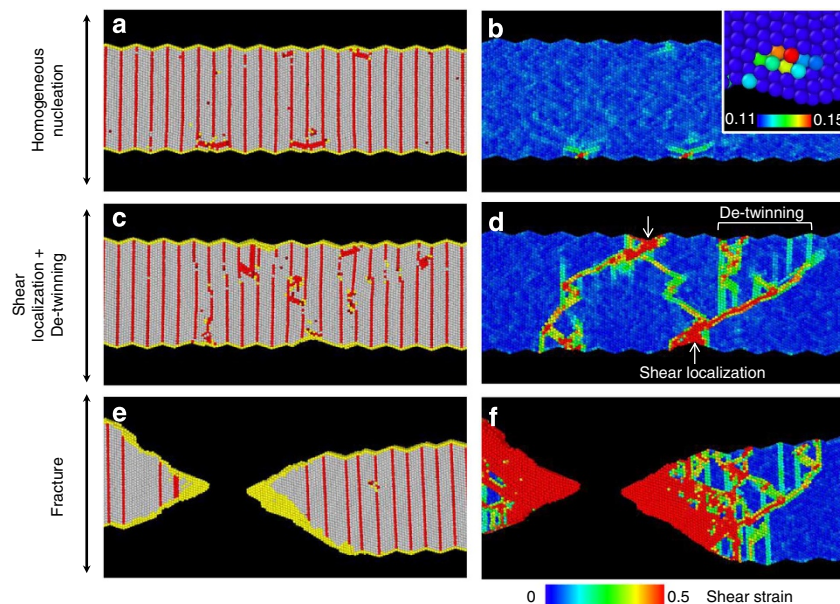 Homogeneous
nucleation
a
b
0.11
0.15
Shear
localization +
De-twinning
c
d
De-twinning
Shear localization
Fracture
e
f
0
0.5
Shear strain